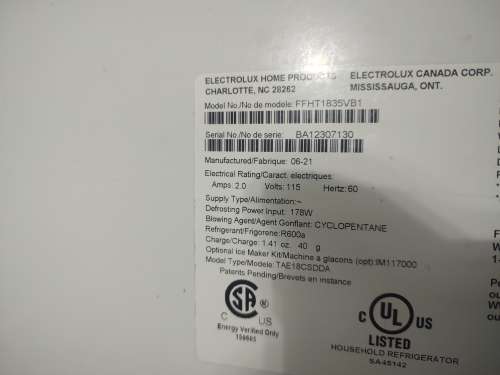 ELECTROLUX HOME PRODUCTS ELECTROLUX CANADA CORP.
CHARLOTTE, NC 28262 MISSISSAUGA, ONT.
Model No./No de modele: FFHT1835VB1
Serial No./No de serie: BA12307130
Manufactured/Fabrique: 06-21
Electrical Rating/Caract. electriques:
Amps: 2.0 Volts: 115 Hertz: 60
Supply Type/Alimentation:~
Defrosting Power Input: 178W
Blowing Agent/Agent Gonflant: CYCLOPENTANE
Refrigerant/Frigorene: R600a
Charge/Charge: 1.41 oz. 40 g
Optional Ice Maker Kit/Machine a glacons (opt):IM117000
Model Type/Modele: TAE18CSDDA
Patents Pending/Brevets en instance
SA
C US
Energy Verified Only
C UL US
LISTED
HOUSEHOLD REFRIGERATOR